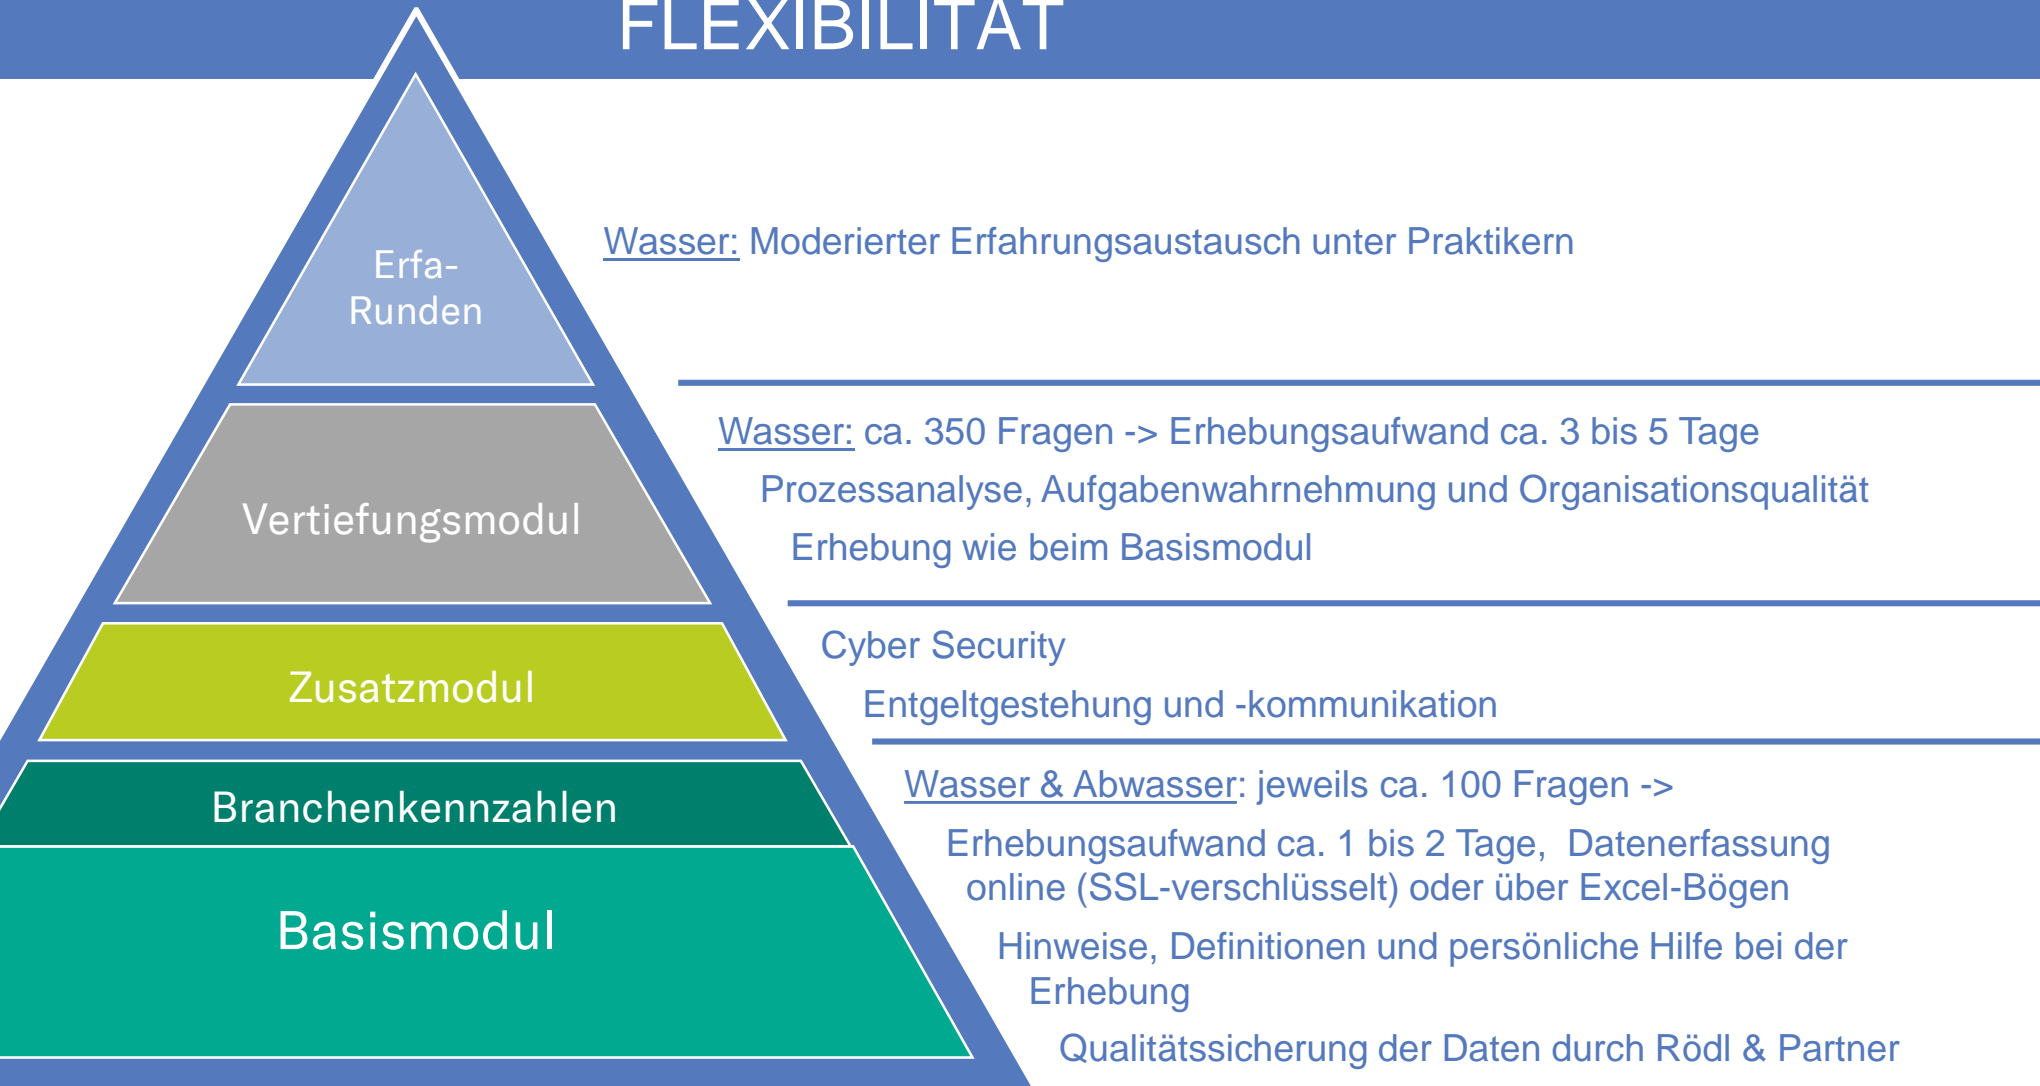 FLEXIBILITÄT
Erfa-
Runden
Wasser: Moderierter Erfahrungsaustausch unter Praktikern
Vertiefungsmodul
Wasser: ca. 350 Fragen -> Erhebungsaufwand ca. 3 bis 5 Tage
Prozessanalyse, Aufgabenwahrnehmung und Organisationsqualität
Erhebung wie beim Basismodul
Zusatzmodul
Cyber Security
Entgeltgestehung und -kommunikation
Branchenkennzahlen
Basismodul
Wasser & Abwasser: jeweils ca. 100 Fragen ->
Erhebungsaufwand ca. 1 bis 2 Tage, Datenerfassung
online (SSL-verschlüsselt) oder über Excel-Bögen
Hinweise, Definitionen und persönliche Hilfe bei der
Erhebung
Qualitätssicherung der Daten durch Rödl & Partner